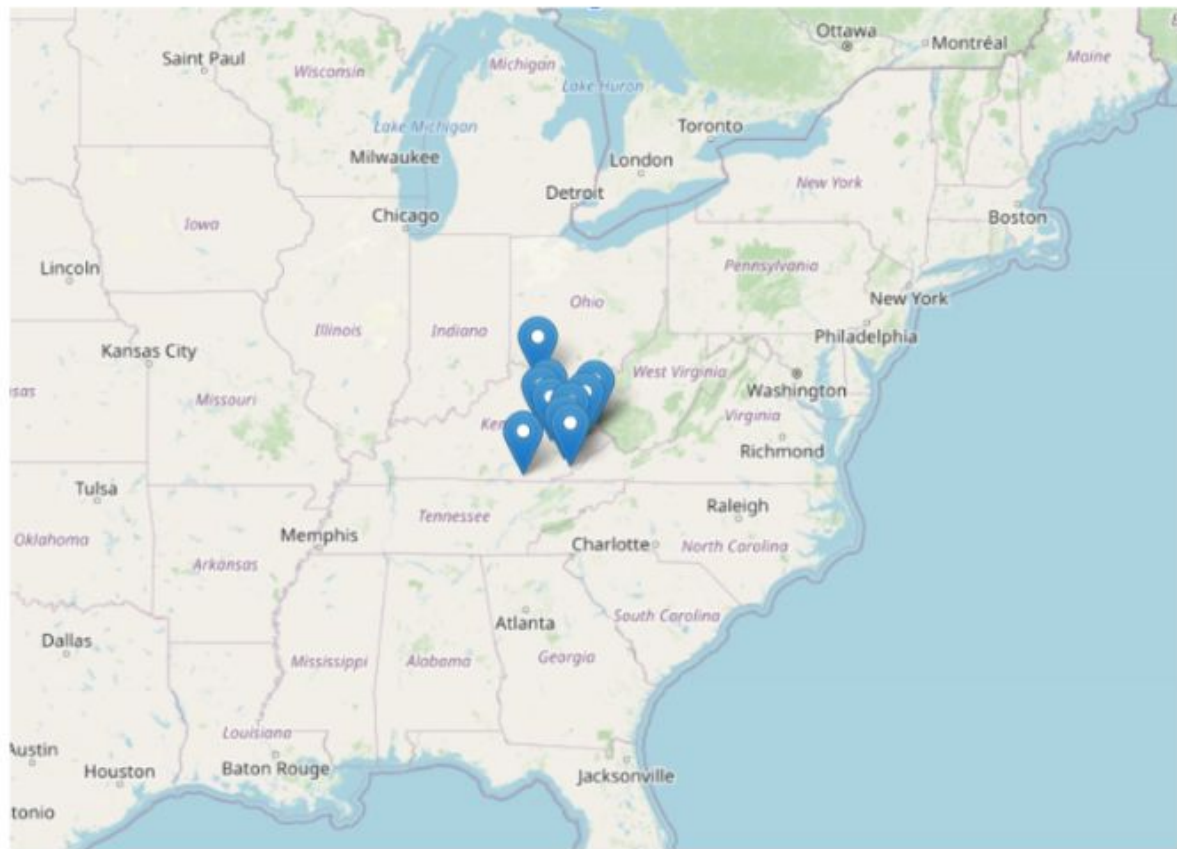 Ottawa
Montréal
Saint Paul
Wisconsin
Michigan
Maine
Lake Huron
Lake Michigan
Toronto
Milwaukee
London
New York
Detroit
Chicago
Boston
Iowa
Lincoln
Pennsylvania
New York
Ohio
Illinois
Indiana
Philadelphia
Kansas City
West Virginia
Washington
sas
Missouri
Virginia
Ken
Richmond
Tulsa
Raleigh
Tennessee
Oklahoma
Memphis
Charlotte
North Carolina
Arkansas
South Carolina
Atlanta
Dallas
Mississippi
Alabama
Georgia
Louisiana
Austin
Houston
Baton Rouge
Jacksonville
tonio